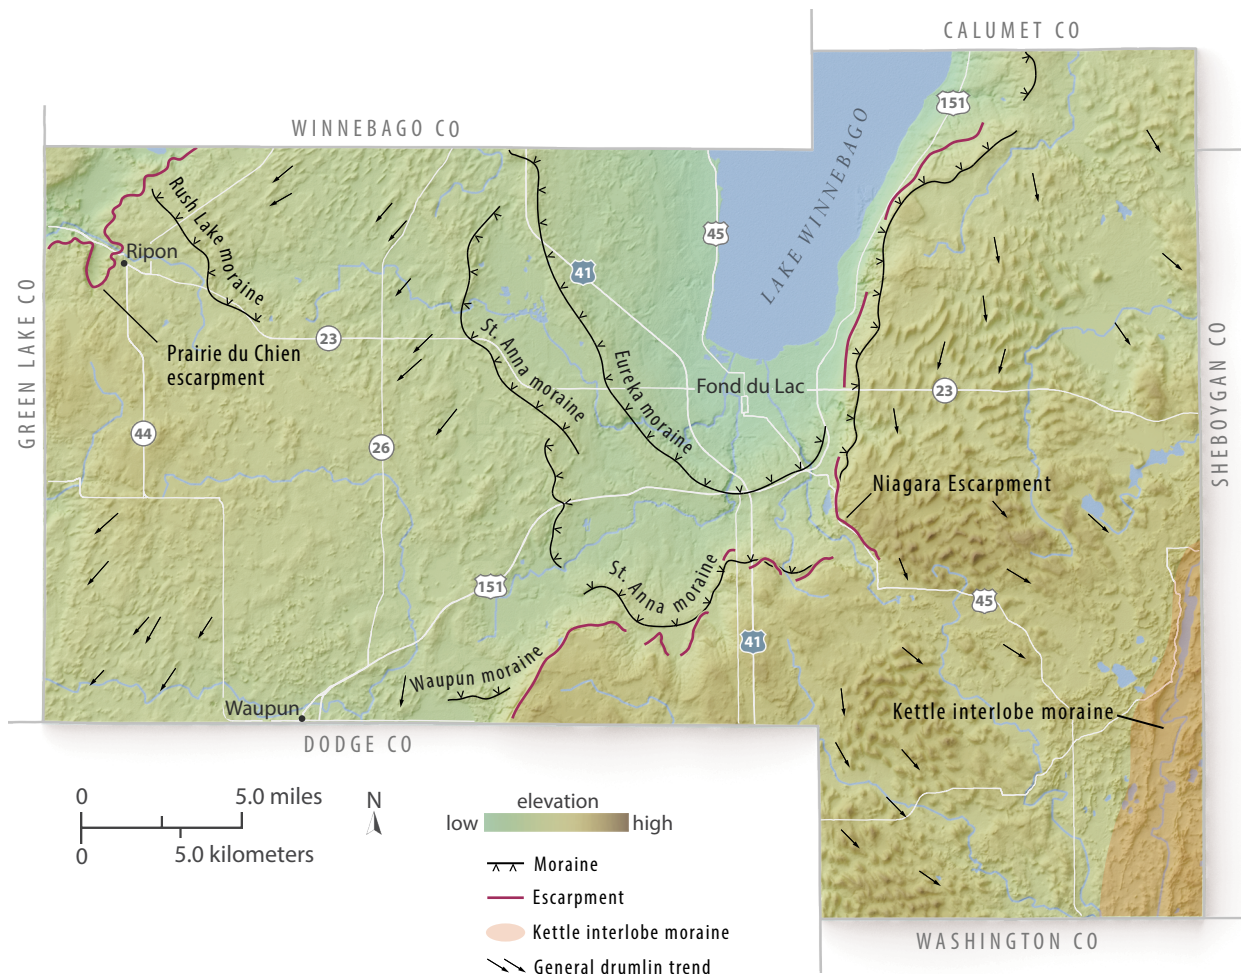 CALUMET CO
WINNEBAGO CO
151
LAKE WINNEBAGO
Rush Lake moraine
45
Ripon
41
GREEN LAKE CO
SHEBOYGAN CO
Prairie du Chien
escarpment
23
St. Anna moraine
Eureka moraine
Fond du Lac
23
44
26
Niagara Escarpment
151
St. Anna moraine
45
41
Waupun moraine
Waupun
Kettle interlobe moraine
DODGE CO
0
5.0 miles
N
elevation
low
high
0
5.0 kilometers
Moraine
Escarpment
Kettle interlobe moraine
General drumlin trend
WASHINGTON CO